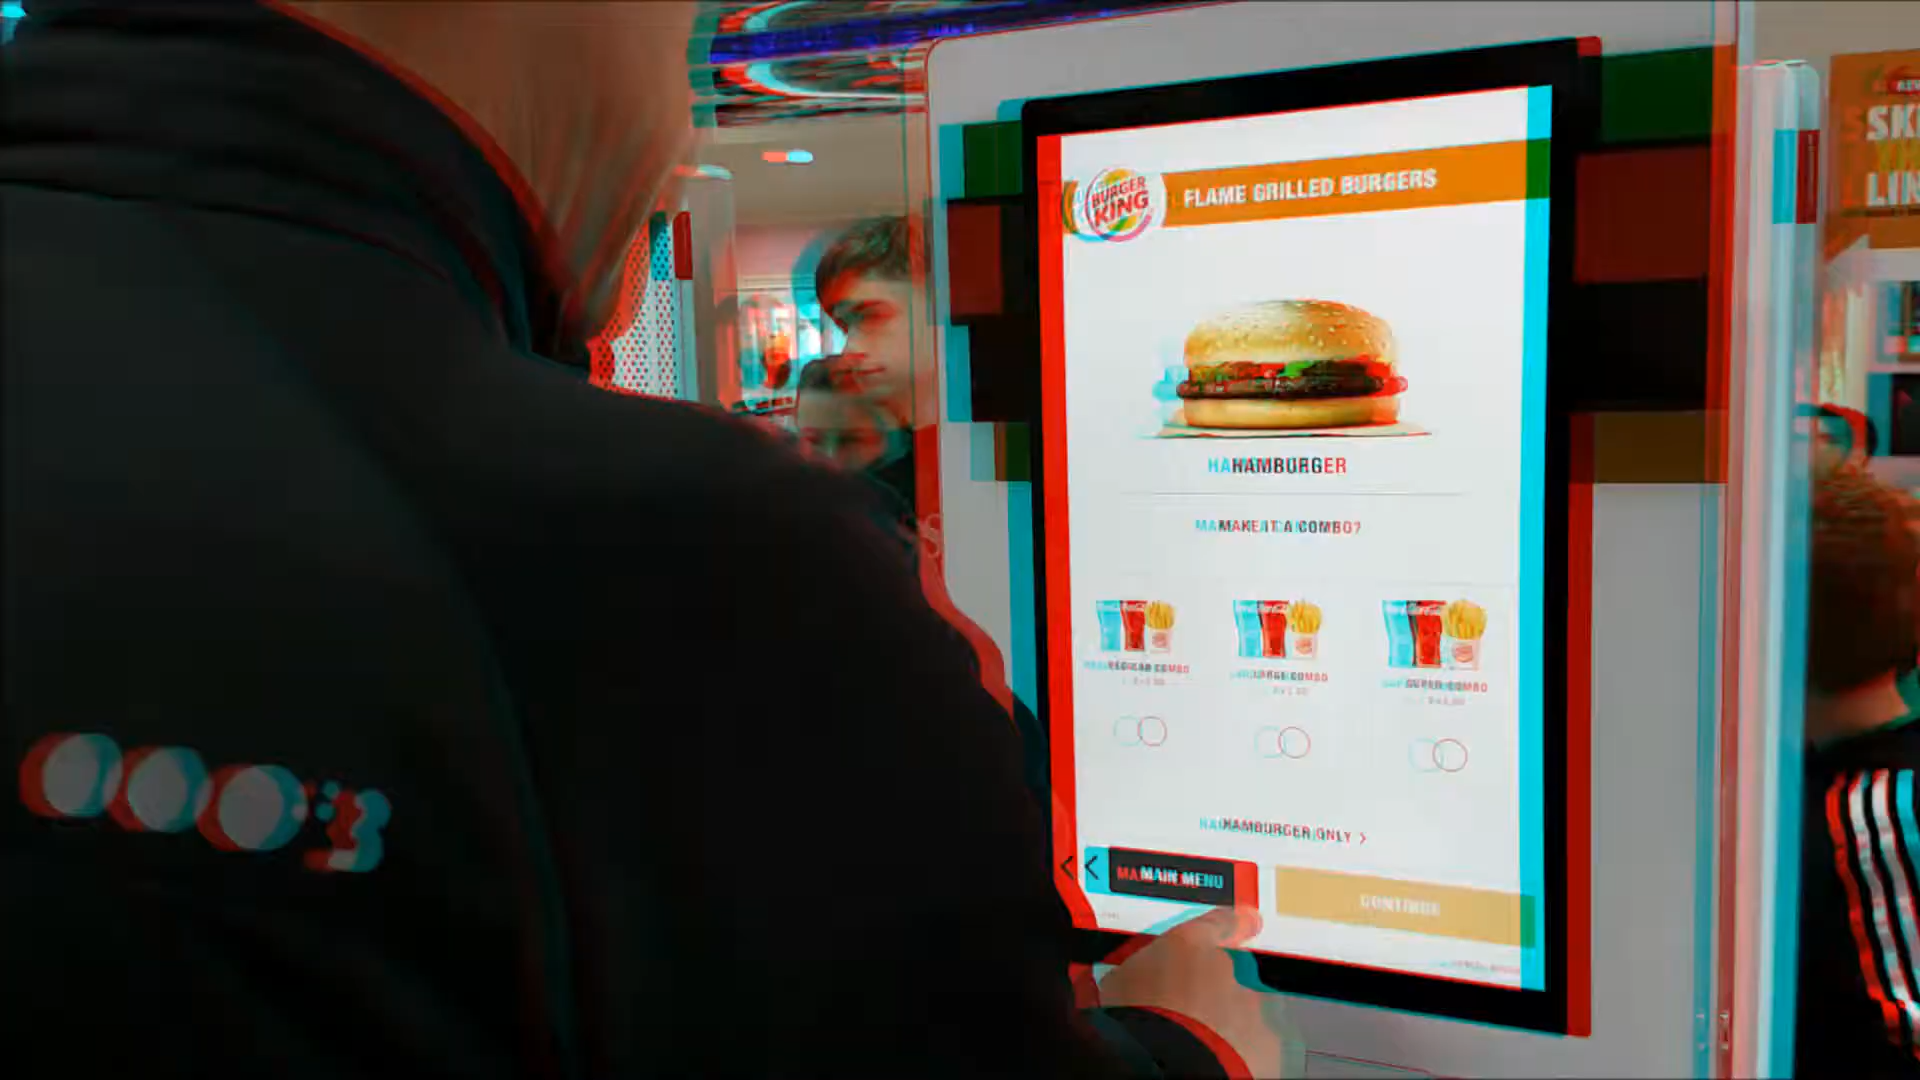 BURGER
KING
FLAME GRILLED BURGERS
HAMBURGER
MAKE IT A COMBO?
REGULAR COMBO
LARGE COMBO
SUPER COMBO
HAMBURGER ONLY >
MAIN MENU
CONTINUE